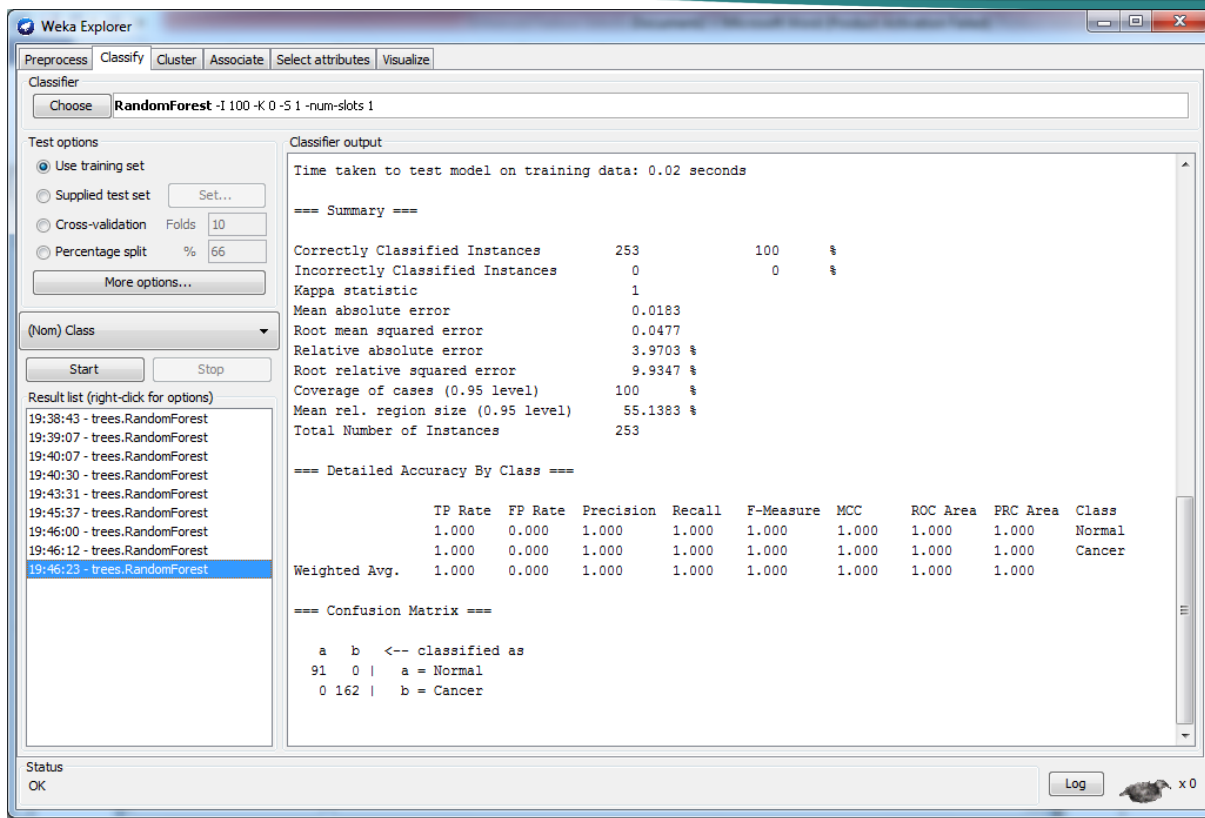 Weka Explorer
Preprocess Classify Cluster Associate Select attributes Visualize
Classifier
Choose RandomForest -I 100 -K 0 -S 1 -num-slots 1
Test options
Use training set
Supplied test set Set...
Cross-validation Folds 10
Percentage split % 66
More options...
(Nom) Class
Start Stop
Result list (right-click for options)
19:38:43 - trees.RandomForest
19:39:07 - trees.RandomForest
19:40:07 - trees.RandomForest
19:40:30 - trees.RandomForest
19:43:31 - trees.RandomForest
19:45:37 - trees.RandomForest
19:46:00 - trees.RandomForest
19:46:12 - trees.RandomForest
19:46:23 - trees.RandomForest
Classifier output
Time taken to test model on training data: 0.02 seconds
=== Summary ===
Correctly Classified Instances 253 100 %
Incorrectly Classified Instances 0 0 %
Kappa statistic 1
Mean absolute error 0.0183
Root mean squared error 0.0477
Relative absolute error 3.9703 %
Root relative squared error 9.9347 %
Coverage of cases (0.95 level) 100 %
Mean rel. region size (0.95 level) 55.1383 %
Total Number of Instances 253
=== Detailed Accuracy By Class ===
TP Rate FP Rate Precision Recall F-Measure MCC ROC Area PRC Area Class
1.000 0.000 1.000 1.000 1.000 1.000 1.000 1.000 Normal
1.000 0.000 1.000 1.000 1.000 1.000 1.000 1.000 Cancer
Weighted Avg. 1.000 0.000 1.000 1.000 1.000 1.000 1.000 1.000
=== Confusion Matrix ===
a b <-- classified as
91 0 | a = Normal
0 162 | b = Cancer
Status
OK
Log x 0